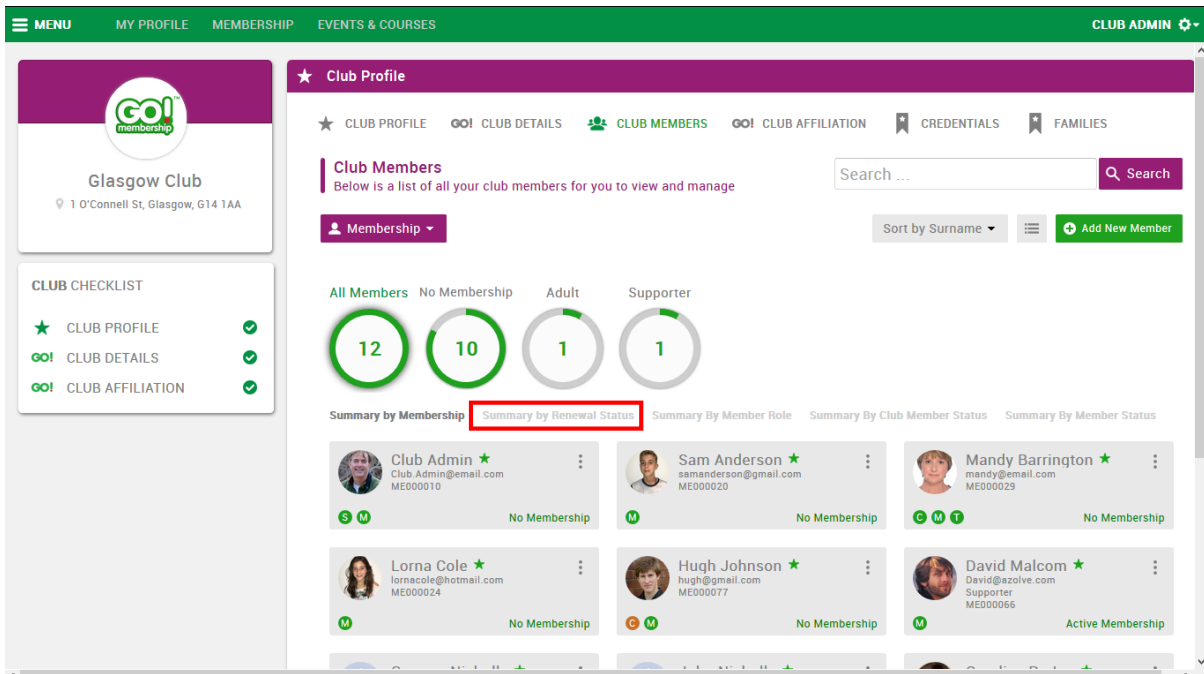 MENU MY PROFILE MEMBERSHIP EVENTS & COURSES CLUB ADMIN
GO!™
membership
Glasgow Club
1 O'Connell St, Glasgow, G14 1AA
CLUB CHECKLIST
CLUB PROFILE
GO! CLUB DETAILS
GO! CLUB AFFILIATION
Club Profile
CLUB PROFILE GO! CLUB DETAILS CLUB MEMBERS GO! CLUB AFFILIATION CREDENTIALS FAMILIES
Club Members
Below is a list of all your club members for you to view and manage
Search ... Search
Membership Sort by Surname Add New Member
All Members No Membership Adult Supporter
12 10 1 1
Summary by Membership Summary by Renewal Status Summary By Member Role Summary By Club Member Status Summary By Member Status
Club Admin
Club.Admin@email.com
ME000010
S M No Membership
Sam Anderson
samanderson@gmail.com
ME000020
M No Membership
Mandy Barrington
mandy@email.com
ME000029
C M T No Membership
Lorna Cole
lornacole@hotmail.com
ME000024
M No Membership
Hugh Johnson
hugh@gmail.com
ME000077
C M No Membership
David Malcom
David@azolve.com
Supporter
ME000066
M Active Membership